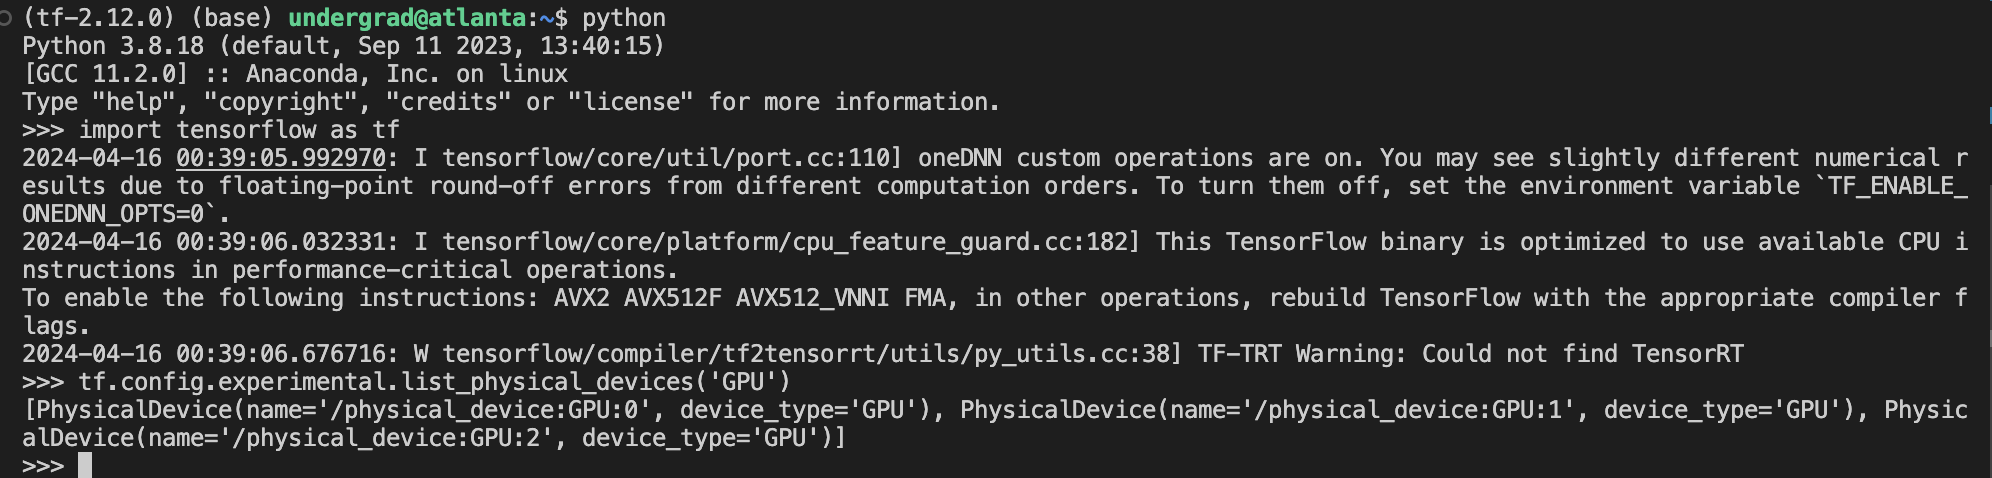 (tf-2.12.0) (base) undergrad@atlanta:~$ python
Python 3.8.18 (default, Sep 11 2023, 13:40:15)
[GCC 11.2.0] :: Anaconda, Inc. on linux
Type "help", "copyright", "credits" or "license" for more information.
>>> import tensorflow as tf
2024-04-16 00:39:05.992970: I tensorflow/core/util/port.cc:110] oneDNN custom operations are on. You may see slightly different numerical r
esults due to floating-point round-off errors from different computation orders. To turn them off, set the environment variable `TF_ENABLE_
ONEDNN_OPTS=0`.
2024-04-16 00:39:06.032331: I tensorflow/core/platform/cpu_feature_guard.cc:182] This TensorFlow binary is optimized to use available CPU i
nstructions in performance-critical operations.
To enable the following instructions: AVX2 AVX512F AVX512_VNNI FMA, in other operations, rebuild TensorFlow with the appropriate compiler f
lags.
2024-04-16 00:39:06.676716: W tensorflow/compiler/tf2tensorrt/utils/py_utils.cc:38] TF-TRT Warning: Could not find TensorRT
>>> tf.config.experimental.list_physical_devices('GPU')
[PhysicalDevice(name='/physical_device:GPU:0', device_type='GPU'), PhysicalDevice(name='/physical_device:GPU:1', device_type='GPU'), Physic
alDevice(name='/physical_device:GPU:2', device_type='GPU')]
>>>